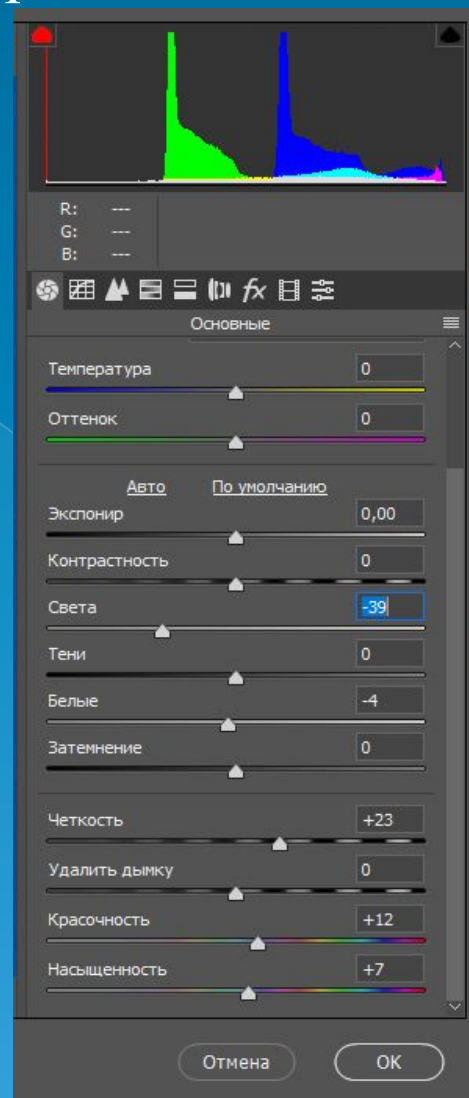 R: ---
G: ---
B: ---
fx
Основные
Температура 0
Оттенок 0
Авто По умолчанию
Экспонир 0,00
Контрастность 0
Света -39
Тени 0
Белые -4
Затемнение 0
Четкость +23
Удалить дымку 0
Красочность +12
Насыщенность +7
Отмена OK